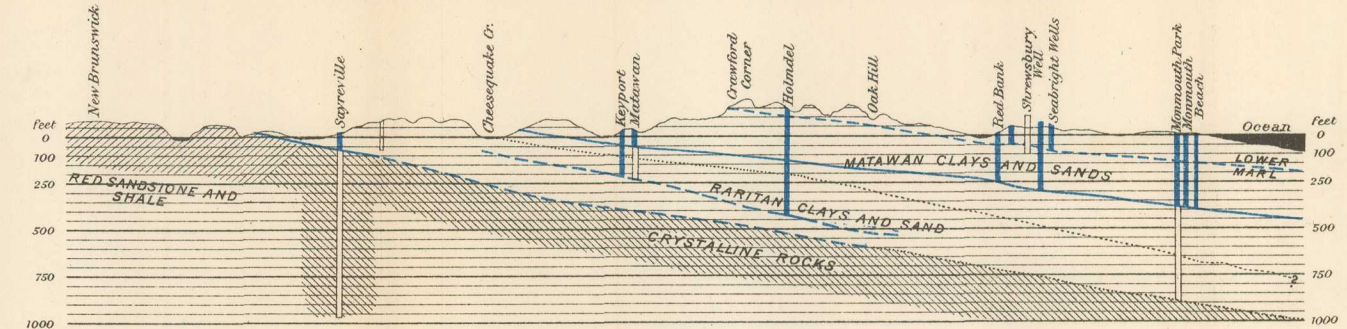 New Brunswick
Sayreville
Cheesequake Cr.
Keyport
Matawan
Crawford
Corner
Holmdel
Oak Hill
Red Bank
Shrewsbury
Well
Seabright Wells
Monmouth Park
Monmouth
Beach
feet
0
100
250
500
750
1000
Ocean
feet
0
100
250
500
750
1000
RED SANDSTONE AND
SHALE
MATAWAN CLAYS AND SANDS
LOWER
MARL
RARITAN CLAYS AND SAND
CRYSTALLINE ROCKS
?